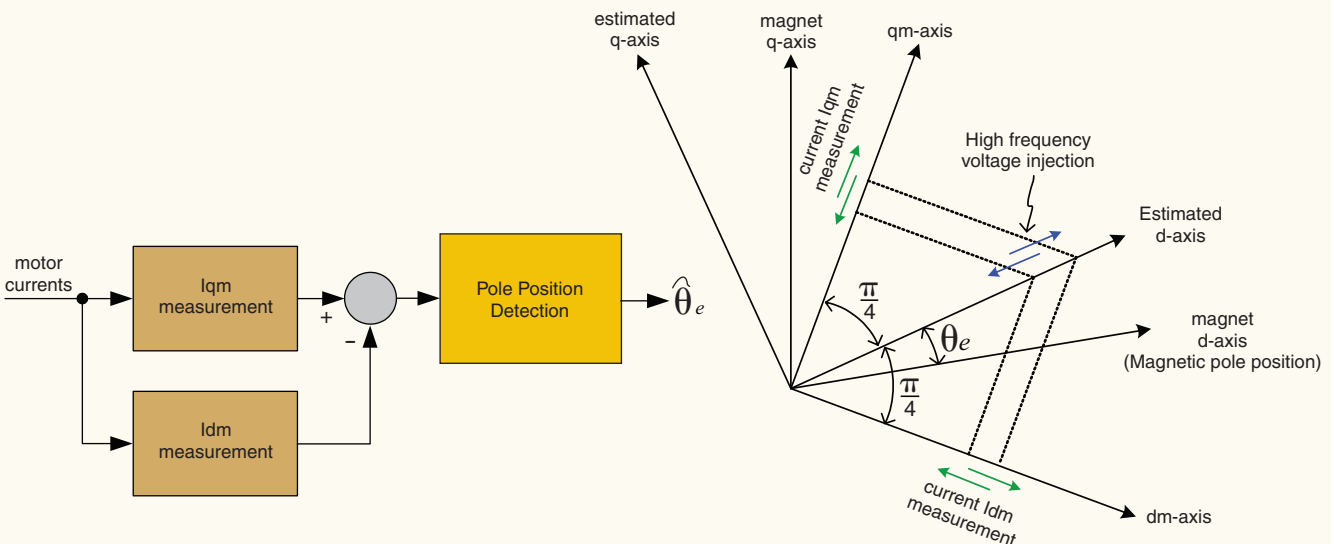 motor
currents
Iqm
measurement
Idm
measurement
+
−
Pole Position
Detection
θ̂e
estimated
q-axis
magnet
q-axis
qm-axis
current Iqm
measurement
High frequency
voltage injection
Estimated
d-axis
π
4
θe
π
4
magnet
d-axis
(Magnetic pole position)
current Idm
measurement
dm-axis